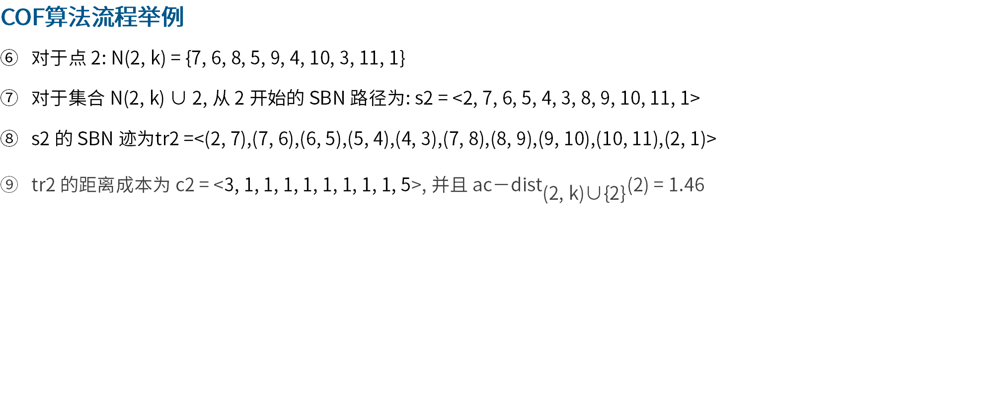 COF算法流程举例
⑥ 对于点 2: N(2, k) = {7, 6, 8, 5, 9, 4, 10, 3, 11, 1}
⑦ 对于集合 N(2, k) ∪ 2, 从 2 开始的 SBN 路径为: s2 = <2, 7, 6, 5, 4, 3, 8, 9, 10, 11, 1>
⑧ s2 的 SBN 迹为tr2 =<(2, 7),(7, 6),(6, 5),(5, 4),(4, 3),(7, 8),(8, 9),(9, 10),(10, 11),(2, 1)>
⑨ tr2 的距离成本为 c2 = <3, 1, 1, 1, 1, 1, 1, 1, 1, 5>, 并且 ac－dist(2, k)∪{2}(2) = 1.46